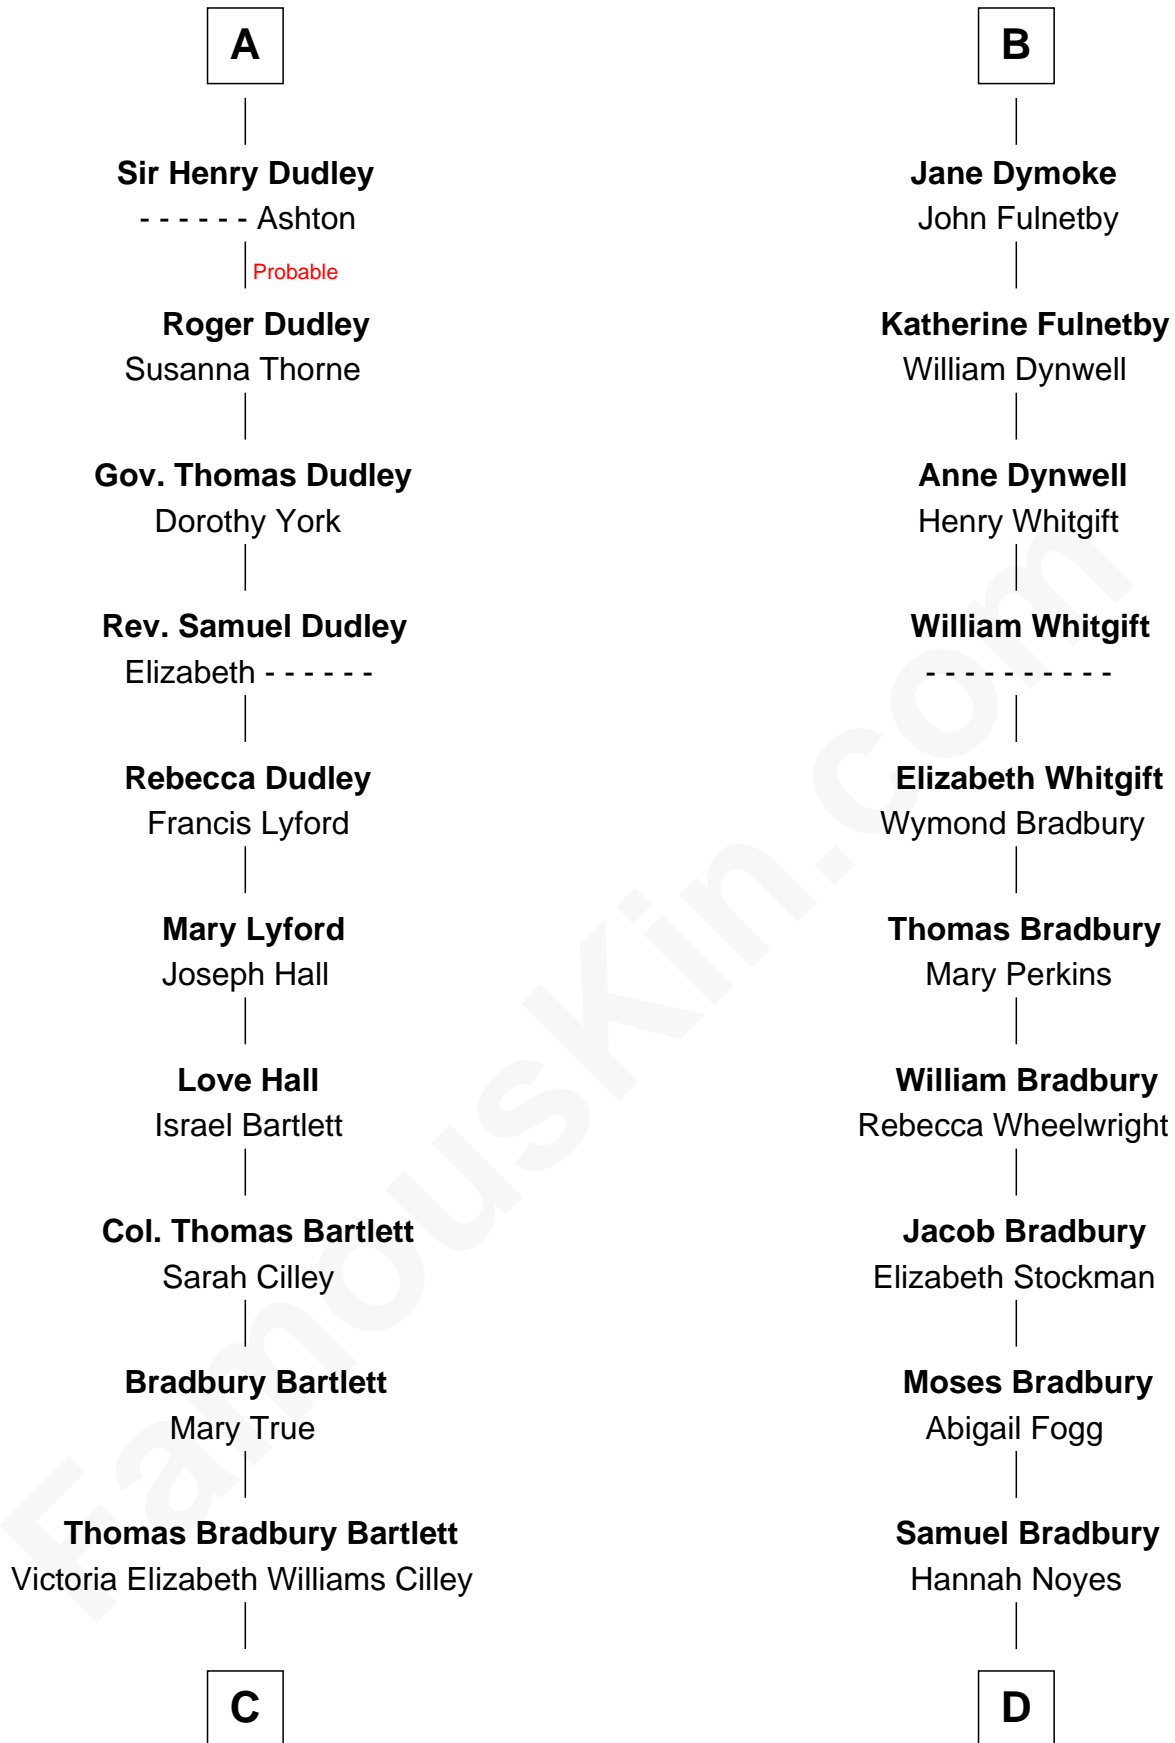 A
Sir Henry Dudley
- - - - - - Ashton
Probable
Roger Dudley
Susanna Thorne
Gov. Thomas Dudley
Dorothy York
Rev. Samuel Dudley
Elizabeth - - - - - -
Rebecca Dudley
Francis Lyford
Mary Lyford
Joseph Hall
Love Hall
Israel Bartlett
Col. Thomas Bartlett
Sarah Cilley
Bradbury Bartlett
Mary True
Thomas Bradbury Bartlett
Victoria Elizabeth Williams Cilley
C
B
Jane Dymoke
John Fulnetby
Katherine Fulnetby
William Dynwell
Anne Dynwell
Henry Whitgift
William Whitgift
- - - - - - - - - -
Elizabeth Whitgift
Wymond Bradbury
Thomas Bradbury
Mary Perkins
William Bradbury
Rebecca Wheelwright
Jacob Bradbury
Elizabeth Stockman
Moses Bradbury
Abigail Fogg
Samuel Bradbury
Hannah Noyes
D
FamousKin.com